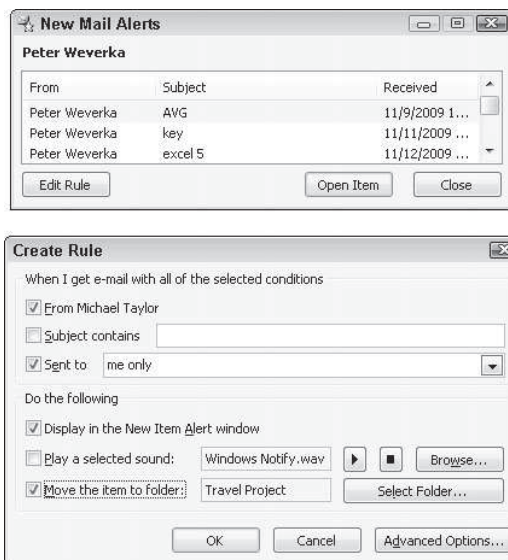 New Mail Alerts
Peter Weverka
From Subject Received
Peter Weverka AVG 11/9/2009 1...
Peter Weverka key 11/11/2009 ...
Peter Weverka excel 5 11/12/2009 ...
Edit Rule Open Item Close
Create Rule
When I get e-mail with all of the selected conditions
From Michael Taylor
Subject contains
Sent to me only
Do the following
Display in the New Item Alert window
Play a selected sound: Windows Notify.wav Browse...
Move the item to folder: Travel Project Select Folder...
OK Cancel Advanced Options...